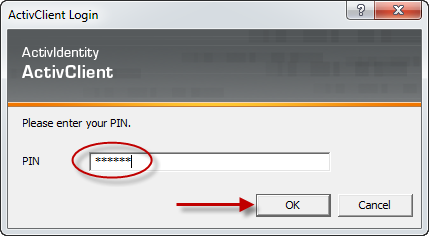 ActivClient Login
ActivIdentity
ActivClient
Please enter your PIN.
PIN
******
OK
Cancel